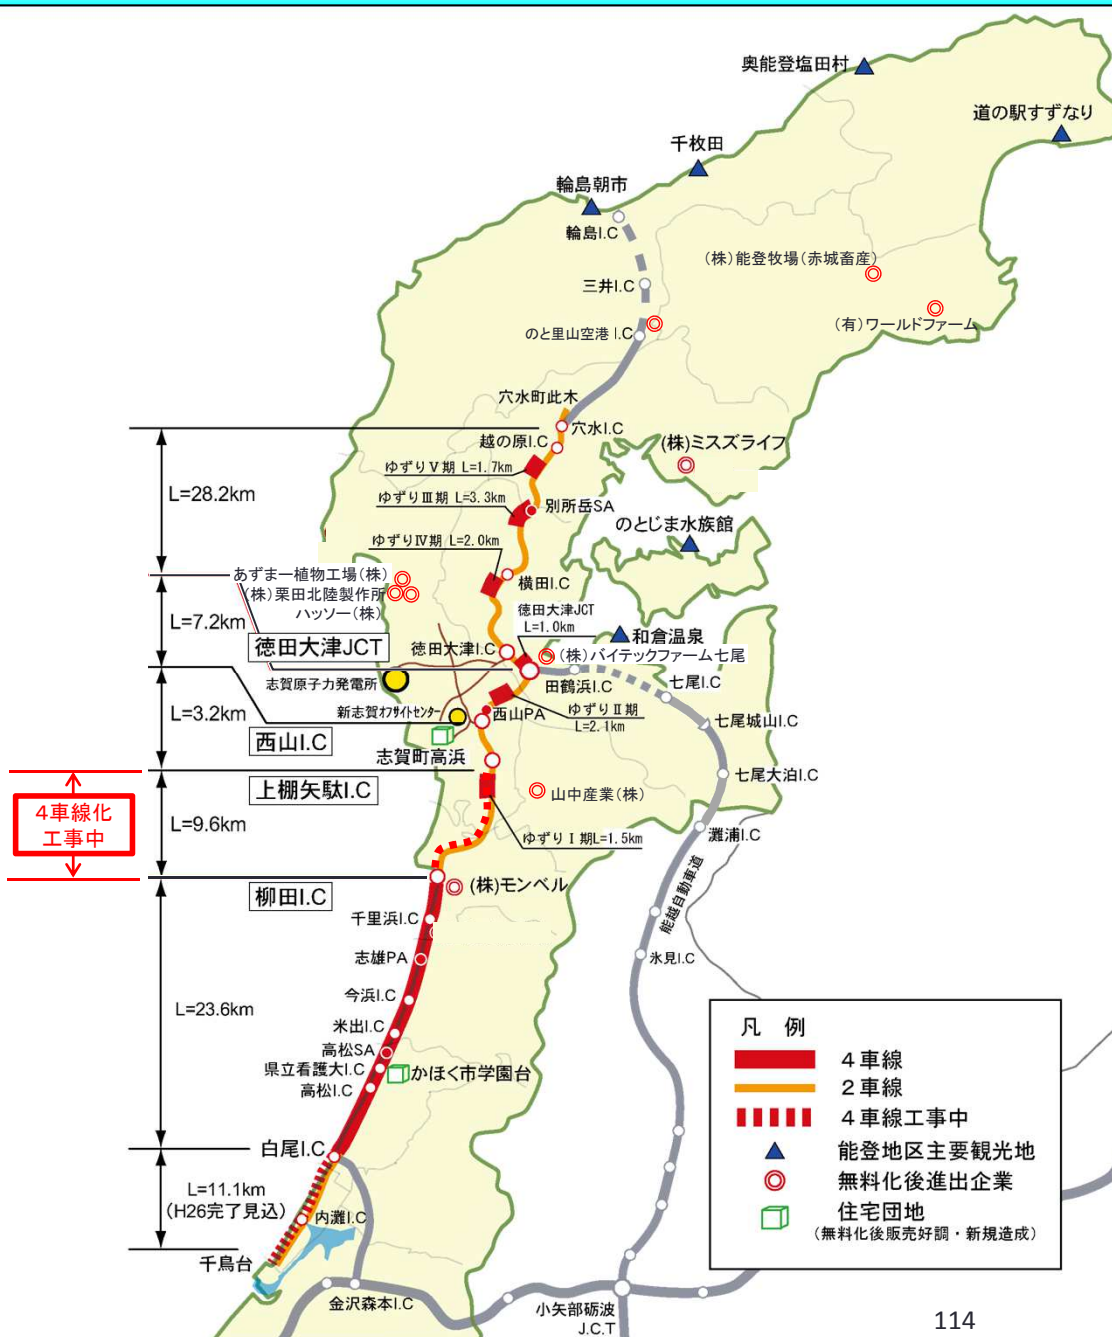 奥能登塩田村
道の駅すずなり
千枚田
輪島朝市
輪島I.C
(株)能登牧場(赤城畜産)
三井I.C
(有)ワールドファーム
のと里山空港 I.C
穴水町此木
穴水I.C
越の原I.C
(株)ミスズライフ
ゆずりⅤ期 L=1.7km
L=28.2km
ゆずりⅢ期 L=3.3km
別所岳SA
のとじま水族館
ゆずりⅣ期 L=2.0km
あずまー植物工場(株)
横田I.C
(株)栗田北陸製作所
ハッソー(株)
徳田大津JCT
L=1.0km
L=7.2km
徳田大津JCT
徳田大津I.C
和倉温泉
(株)バイテックファーム七尾
志賀原子力発電所
田鶴浜I.C
七尾I.C
L=3.2km
新志賀オフサイトセンター
西山PA
ゆずりⅡ期
L=2.1km
七尾城山I.C
西山I.C
志賀町高浜
七尾大泊I.C
上棚矢駄I.C
山中産業(株)
4車線化
工事中
L=9.6km
灘浦I.C
ゆずりⅠ期L=1.5km
能越自動車道
柳田I.C
(株)モンベル
千里浜I.C
志雄PA
氷見I.C
今浜I.C
L=23.6km
米出I.C
高松SA
県立看護大I.C
かほく市学園台
高松I.C
白尾I.C
L=11.1km
(H26完了見込)
内灘I.C
千鳥台
金沢森本I.C
小矢部砺波
J.C.T
凡 例
4車線
2車線
4車線工事中
能登地区主要観光地
無料化後進出企業
住宅団地
(無料化後販売好調・新規造成)
114